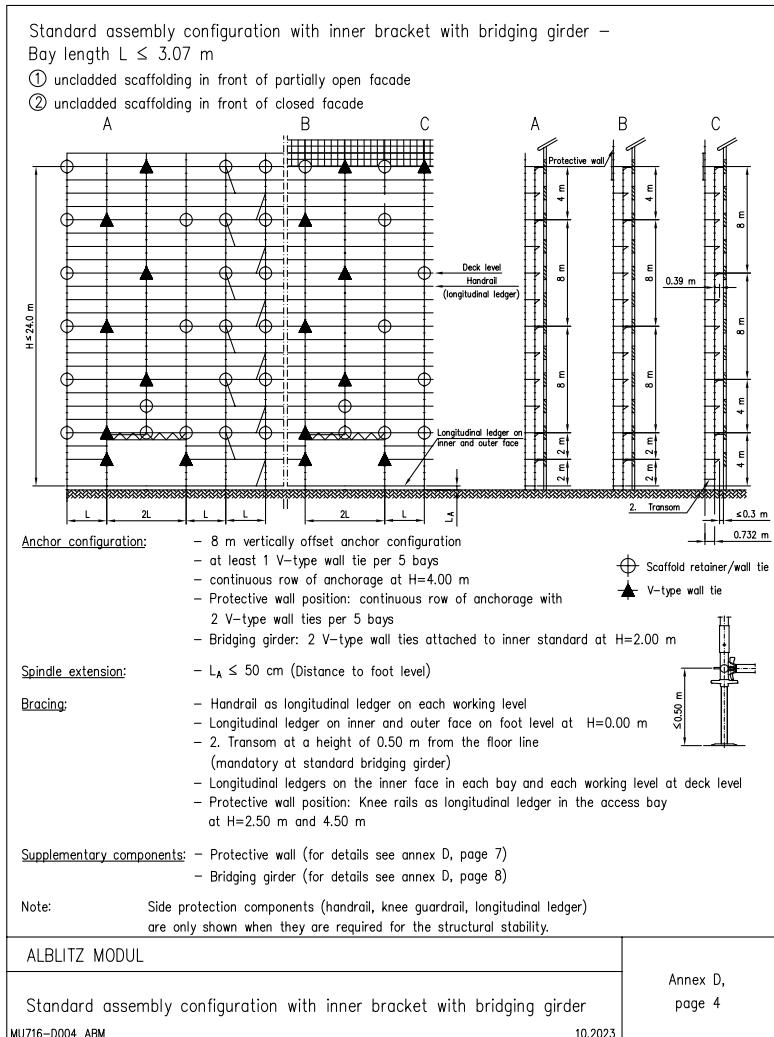 Standard assembly configuration with inner bracket with bridging girder –
Bay length L ≤ 3.07 m
① uncladded scaffolding in front of partially open facade
② uncladded scaffolding in front of closed facade
A B C A B C
Protective wall
4 m 4 m
8 m
Deck level
Handrail
(longitudinal ledger)
0.39 m
H≤24.0 m
8 m 8 m
8 m
8 m 8 m
4 m
Longitudinal ledger on
inner and outer face
2 m 2 m
4 m
2 m 2 m
2. Transom
L 2L L L 2L L
LA
≤0.3 m
0.732 m
Anchor configuration: – 8 m vertically offset anchor configuration
– at least 1 V-type wall tie per 5 bays
– continuous row of anchorage at H=4.00 m
– Protective wall position: continuous row of anchorage with
2 V-type wall ties per 5 bays
– Bridging girder: 2 V-type wall ties attached to inner standard at H=2.00 m
Scaffold retainer/wall tie
V-type wall tie
Spindle extension: – LA ≤ 50 cm (Distance to foot level)
≤0.50 m
Bracing: – Handrail as longitudinal ledger on each working level
– Longitudinal ledger on inner and outer face on foot level at H=0.00 m
– 2. Transom at a height of 0.50 m from the floor line
(mandatory at standard bridging girder)
– Longitudinal ledgers on the inner face in each bay and each working level at deck level
– Protective wall position: Knee rails as longitudinal ledger in the access bay
at H=2.50 m and 4.50 m
Supplementary components: – Protective wall (for details see annex D, page 7)
– Bridging girder (for details see annex D, page 8)
Note: Side protection components (handrail, knee guardrail, longitudinal ledger)
are only shown when they are required for the structural stability.
ALBLITZ MODUL
Standard assembly configuration with inner bracket with bridging girder
Annex D,
page 4
MU716-D004 ABM 10.2023